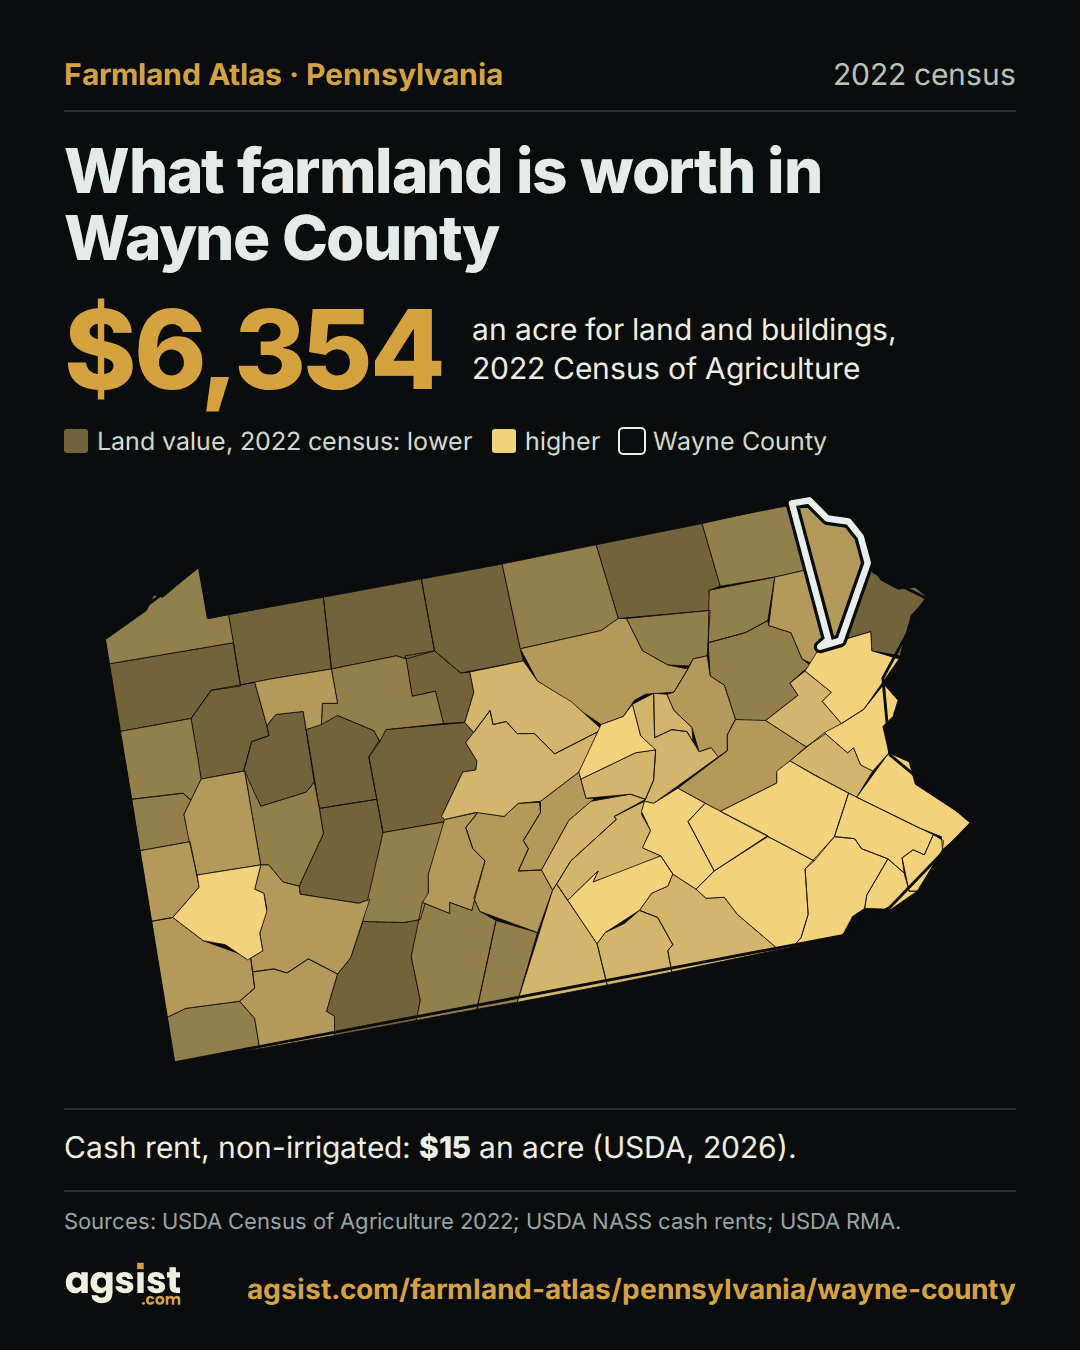 Farmland Atlas · Pennsylvania
2022 census
What farmland is worth in
Wayne County
$6,354
an acre for land and buildings,
2022 Census of Agriculture
Land value, 2022 census: lower
higher
Wayne County
Cash rent, non-irrigated: $15 an acre (USDA, 2026).
Sources: USDA Census of Agriculture 2022; USDA NASS cash rents; USDA RMA.
agsist
.com
agsist.com/farmland-atlas/pennsylvania/wayne-county